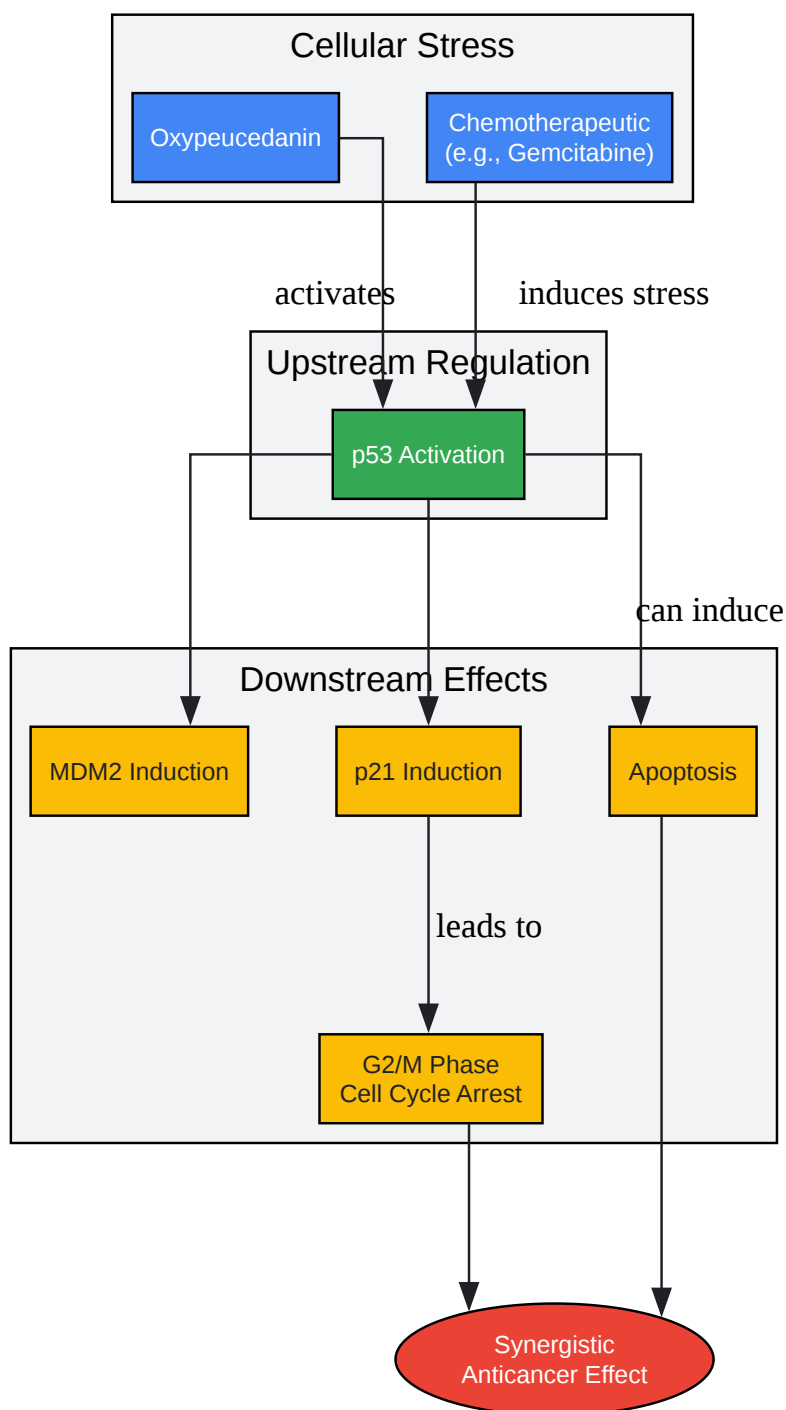 Cellular Stress
Oxypeucedanin
Chemotherapeutic
(e.g., Gemcitabine)
activates
induces stress
Upstream Regulation
p53 Activation
can induce
Downstream Effects
MDM2 Induction
p21 Induction
Apoptosis
leads to
G2/M Phase
Cell Cycle Arrest
Synergistic
Anticancer Effect